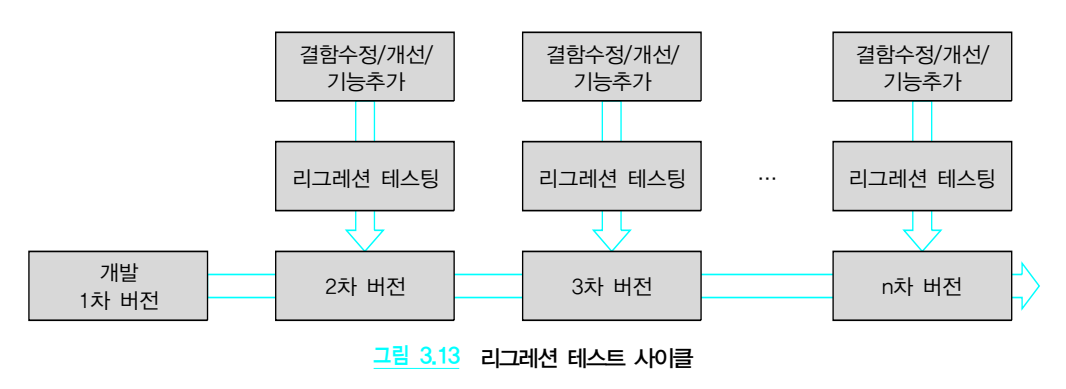 결함수정/개선/
기능추가
결함수정/개선/
기능추가
결함수정/개선/
기능추가
리그레션 테스팅
리그레션 테스팅
...
리그레션 테스팅
개발
1차 버전
2차 버전
3차 버전
n차 버전
그림 3.13 리그레션 테스트 사이클